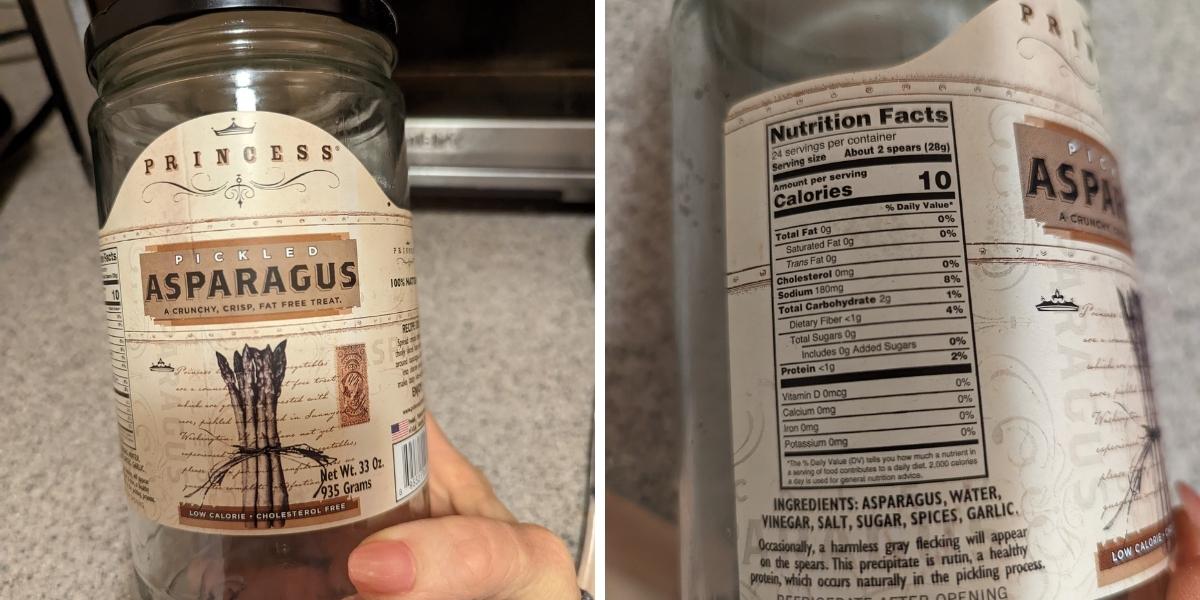 PRINCESS®
PICKLED
ASPARAGUS
A CRUNCHY, CRISP, FAT FREE TREAT.
Net Wt. 33 Oz.
935 Grams
LOW CALORIE • CHOLESTEROL FREE
10
Nutrition Facts
24 servings per container
Serving size About 2 spears (28g)
Amount per serving
Calories 10
% Daily Value*
Total Fat 0g 0%
Saturated Fat 0g 0%
Trans Fat 0g
Cholesterol 0mg 0%
Sodium 180mg 8%
Total Carbohydrate 2g 1%
Dietary Fiber <1g 4%
Total Sugars 0g
Includes 0g Added Sugars 0%
Protein <1g 2%
Vitamin D 0mcg 0%
Calcium 0mg 0%
Iron 0mg 0%
Potassium 0mg 0%
*The % Daily Value (DV) tells you how much a nutrient in
a serving of food contributes to a daily diet. 2,000 calories
a day is used for general nutrition advice.
INGREDIENTS: ASPARAGUS, WATER,
VINEGAR, SALT, SUGAR, SPICES, GARLIC.
Occasionally, a harmless gray flecking will appear
on the spears. This precipitate is rutin, a healthy
protein, which occurs naturally in the pickling process.
REFRIGERATE AFTER OPENING
PRI
PIC
ASPA
A CRUNCHY
LOW CALORIE